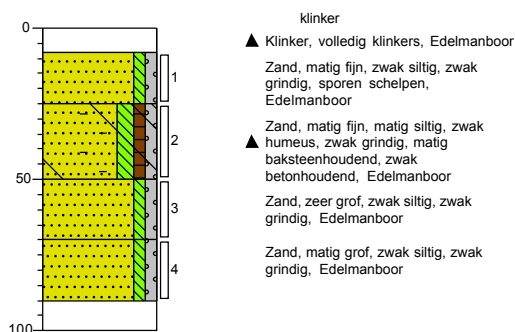 klinker
0
Klinker, volledig klinkers, Edelmanboor
1
Zand, matig fijn, zwak siltig, zwak
grindig, sporen schelpen,
Edelmanboor
2
Zand, matig fijn, matig siltig, zwak
humeus, zwak grindig, matig
baksteenhoudend, zwak
betonhoudend, Edelmanboor
50
3
Zand, zeer grof, zwak siltig, zwak
grindig, Edelmanboor
4
Zand, matig grof, zwak siltig, zwak
grindig, Edelmanboor
100